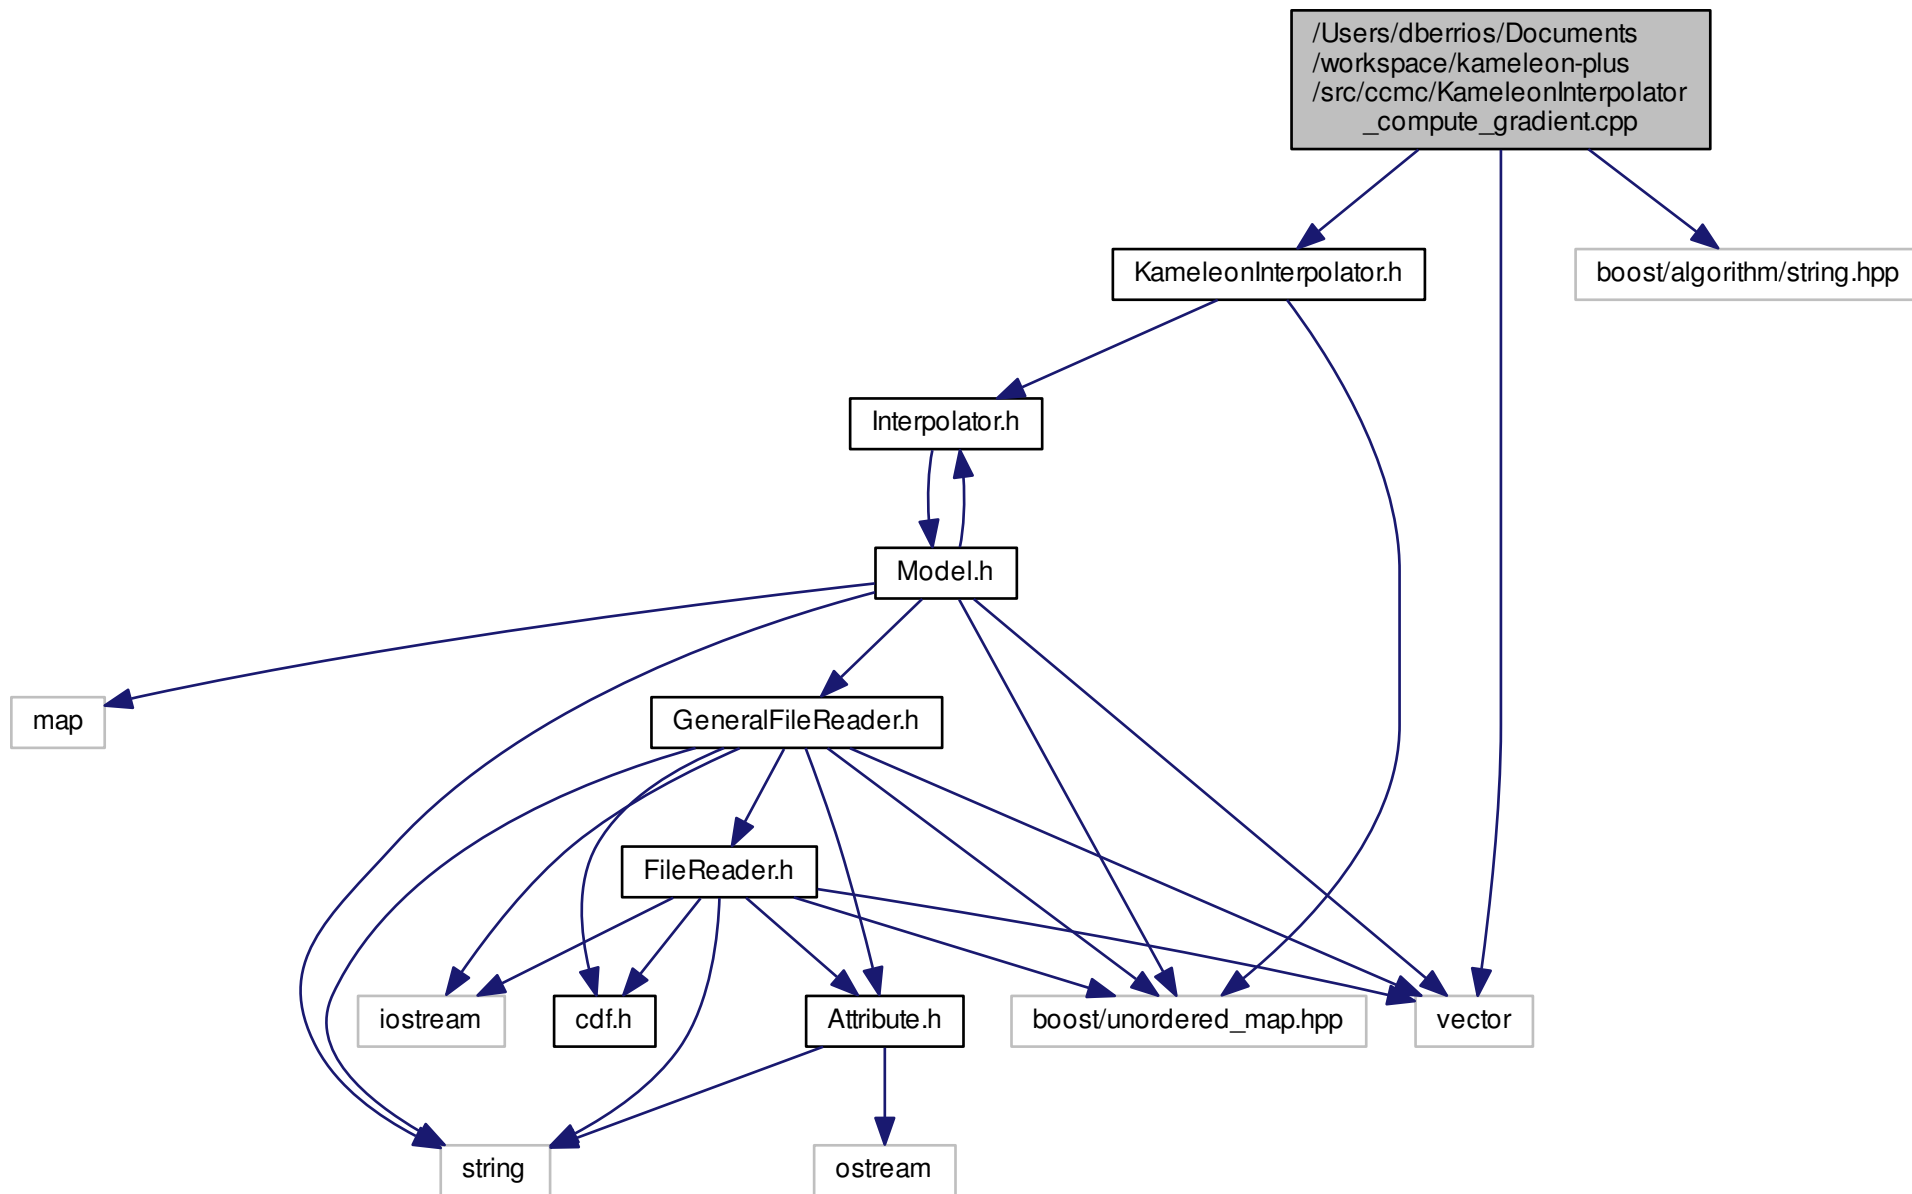 /Users/dberrios/Documents
/workspace/kameleon-plus
/src/ccmc/KameleonInterpolator
_compute_gradient.cpp
KameleonInterpolator.h
boost/algorithm/string.hpp
Interpolator.h
Model.h
map
GeneralFileReader.h
FileReader.h
iostream
cdf.h
Attribute.h
boost/unordered_map.hpp
vector
string
ostream